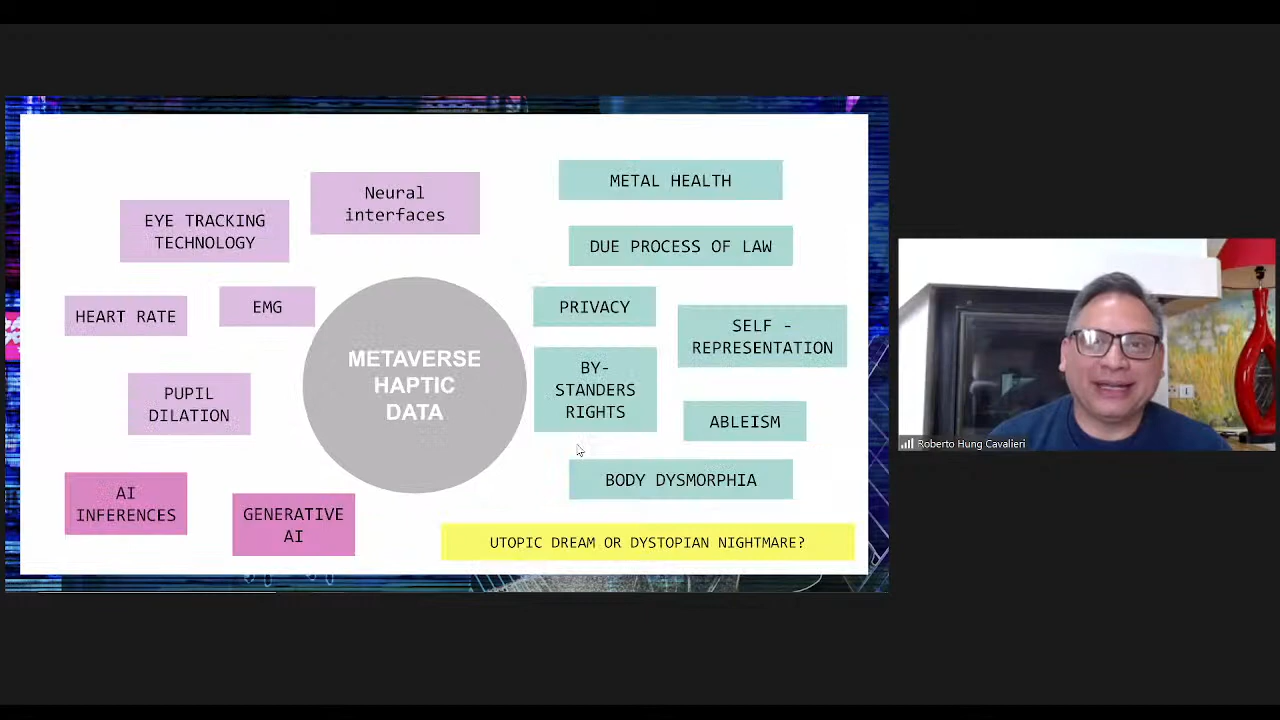 Neural
interfaces
METAL HEALTH
EYE TRACKING
TECHNOLOGY
DUE PROCESS OF LAW
HEART RATE
EMG
PRIVACY
SELF -
REPRESENTATION
METAVERSE
HAPTIC
DATA
BY-
STANDERS
RIGHTS
PUPIL
DILATION
ABLEISM
BODY DYSMORPHIA
AI
INFERENCES
GENERATIVE
AI
UTOPIC DREAM OR DYSTOPIAN NIGHTMARE?
Roberto Hung Cavalieri